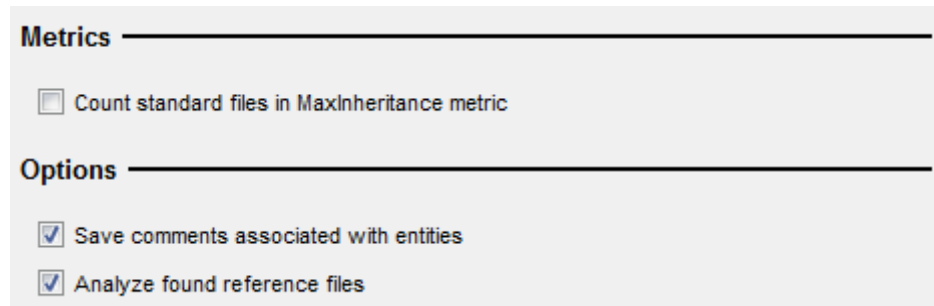 Metrics
Count standard files in MaxInheritance metric
Options
Save comments associated with entities
Analyze found reference files